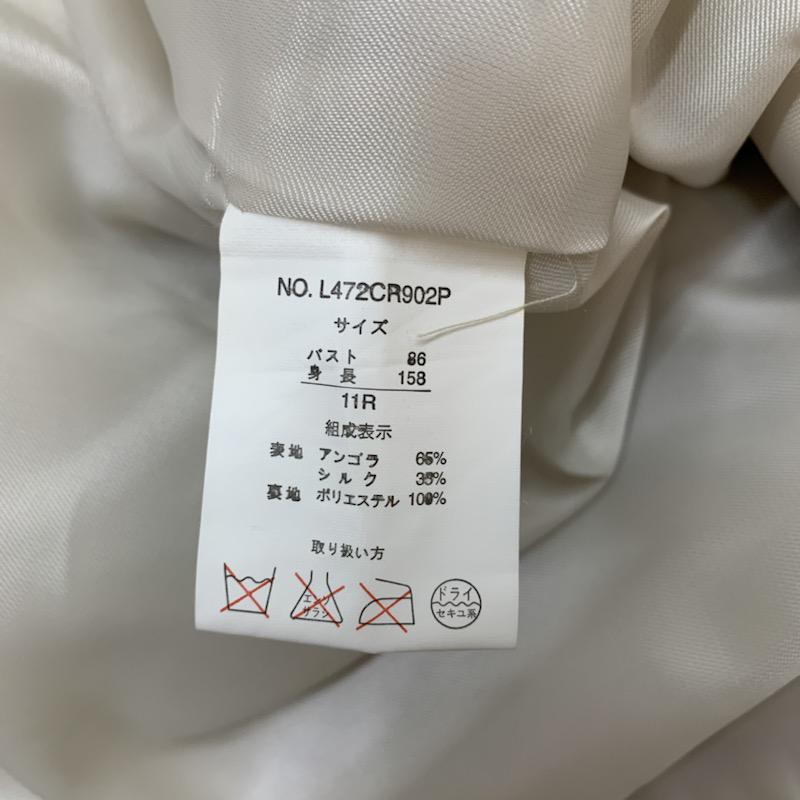 NO. L472CR902P
サイズ
バスト 86
身長 158
11R
組成表示
表地 アンゴラ 65%
シルク 35%
裏地 ポリエステル 100%
取り扱い方
エンソ
サラシ
ドライ
セキユ系